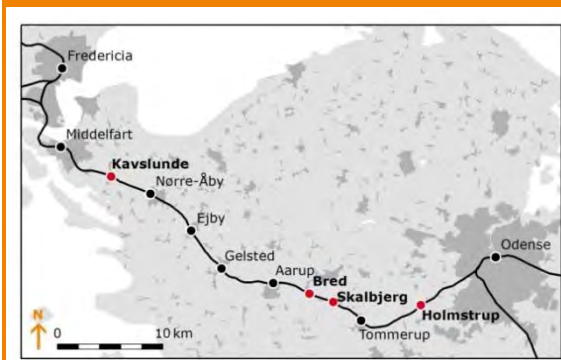 Fredericia
Middelfart
Kavslunde
Nørre-Åby
Ejby
Gelsted
Aarup
Bred
Skalbjerg
Tommerup
Holmstrup
Odense
N
0 10 km